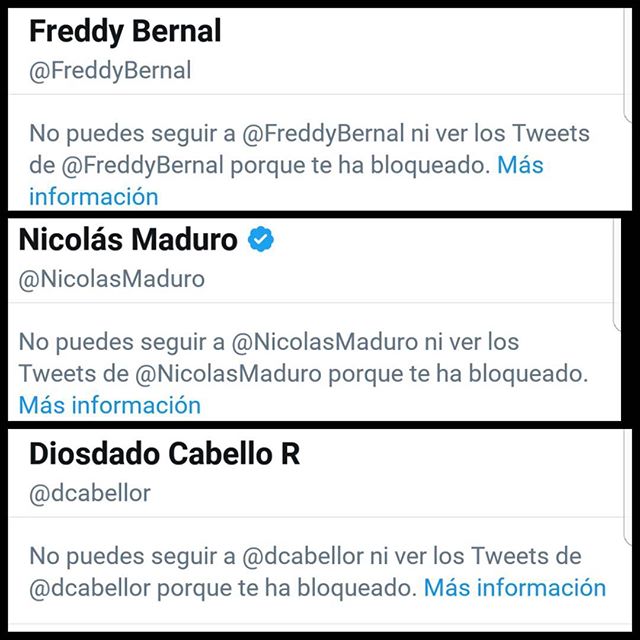 Freddy Bernal
@FreddyBernal
No puedes seguir a @FreddyBernal ni ver los Tweets
de @FreddyBernal porque te ha bloqueado. Más
información
Nicolás Maduro
@NicolasMaduro
No puedes seguir a @NicolasMaduro ni ver los
Tweets de @NicolasMaduro porque te ha bloqueado.
Más información
Diosdado Cabello R
@dcabellor
No puedes seguir a @dcabellor ni ver los Tweets de
@dcabellor porque te ha bloqueado. Más información